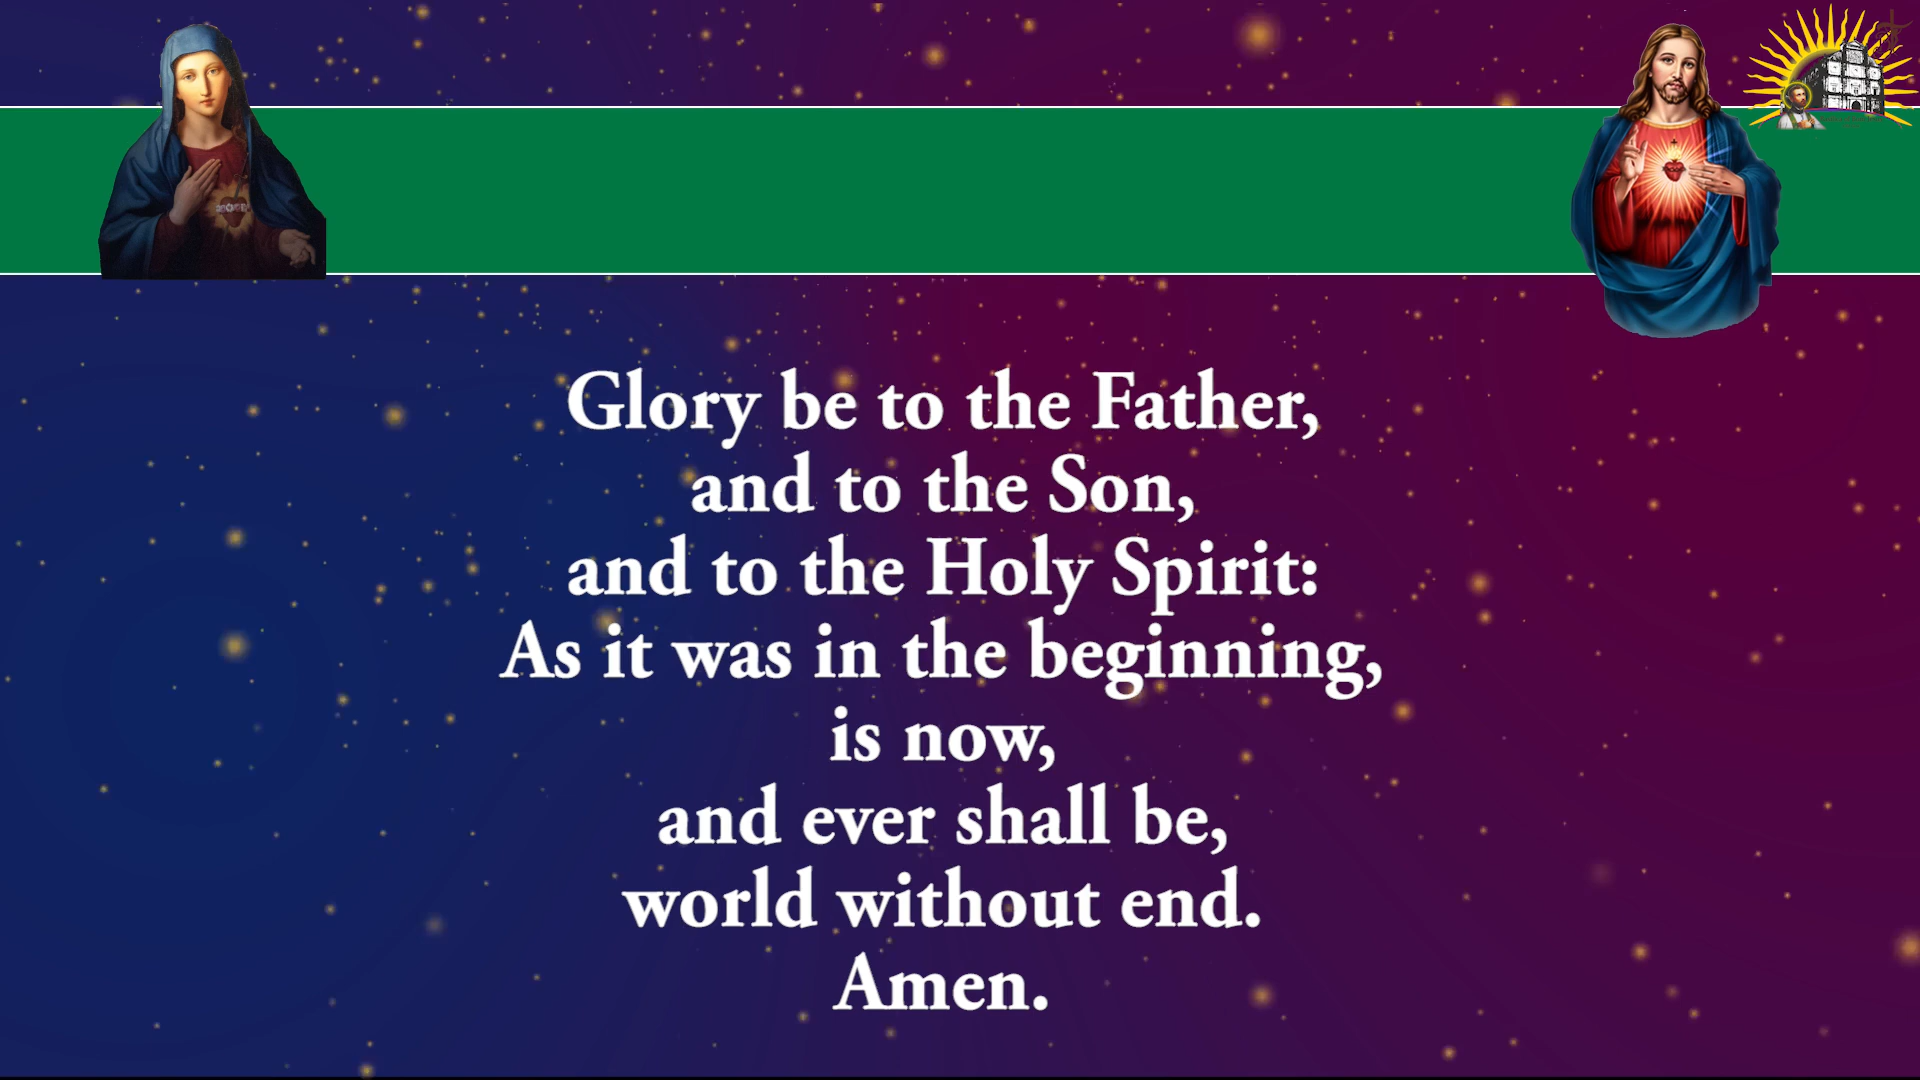 Glory be to the Father,
and to the Son,
and to the Holy Spirit:
As it was in the beginning,
is now,
and ever shall be,
world without end.
Amen.